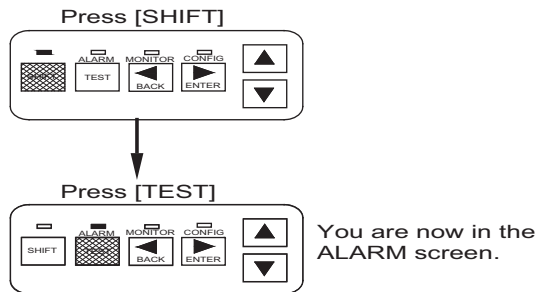 Press [SHIFT]
ALARM MONITOR CONFIG
SHIFT TEST BACK ENTER
Press [TEST]
ALARM MONITOR CONFIG
SHIFT TEST BACK ENTER
You are now in the
ALARM screen.